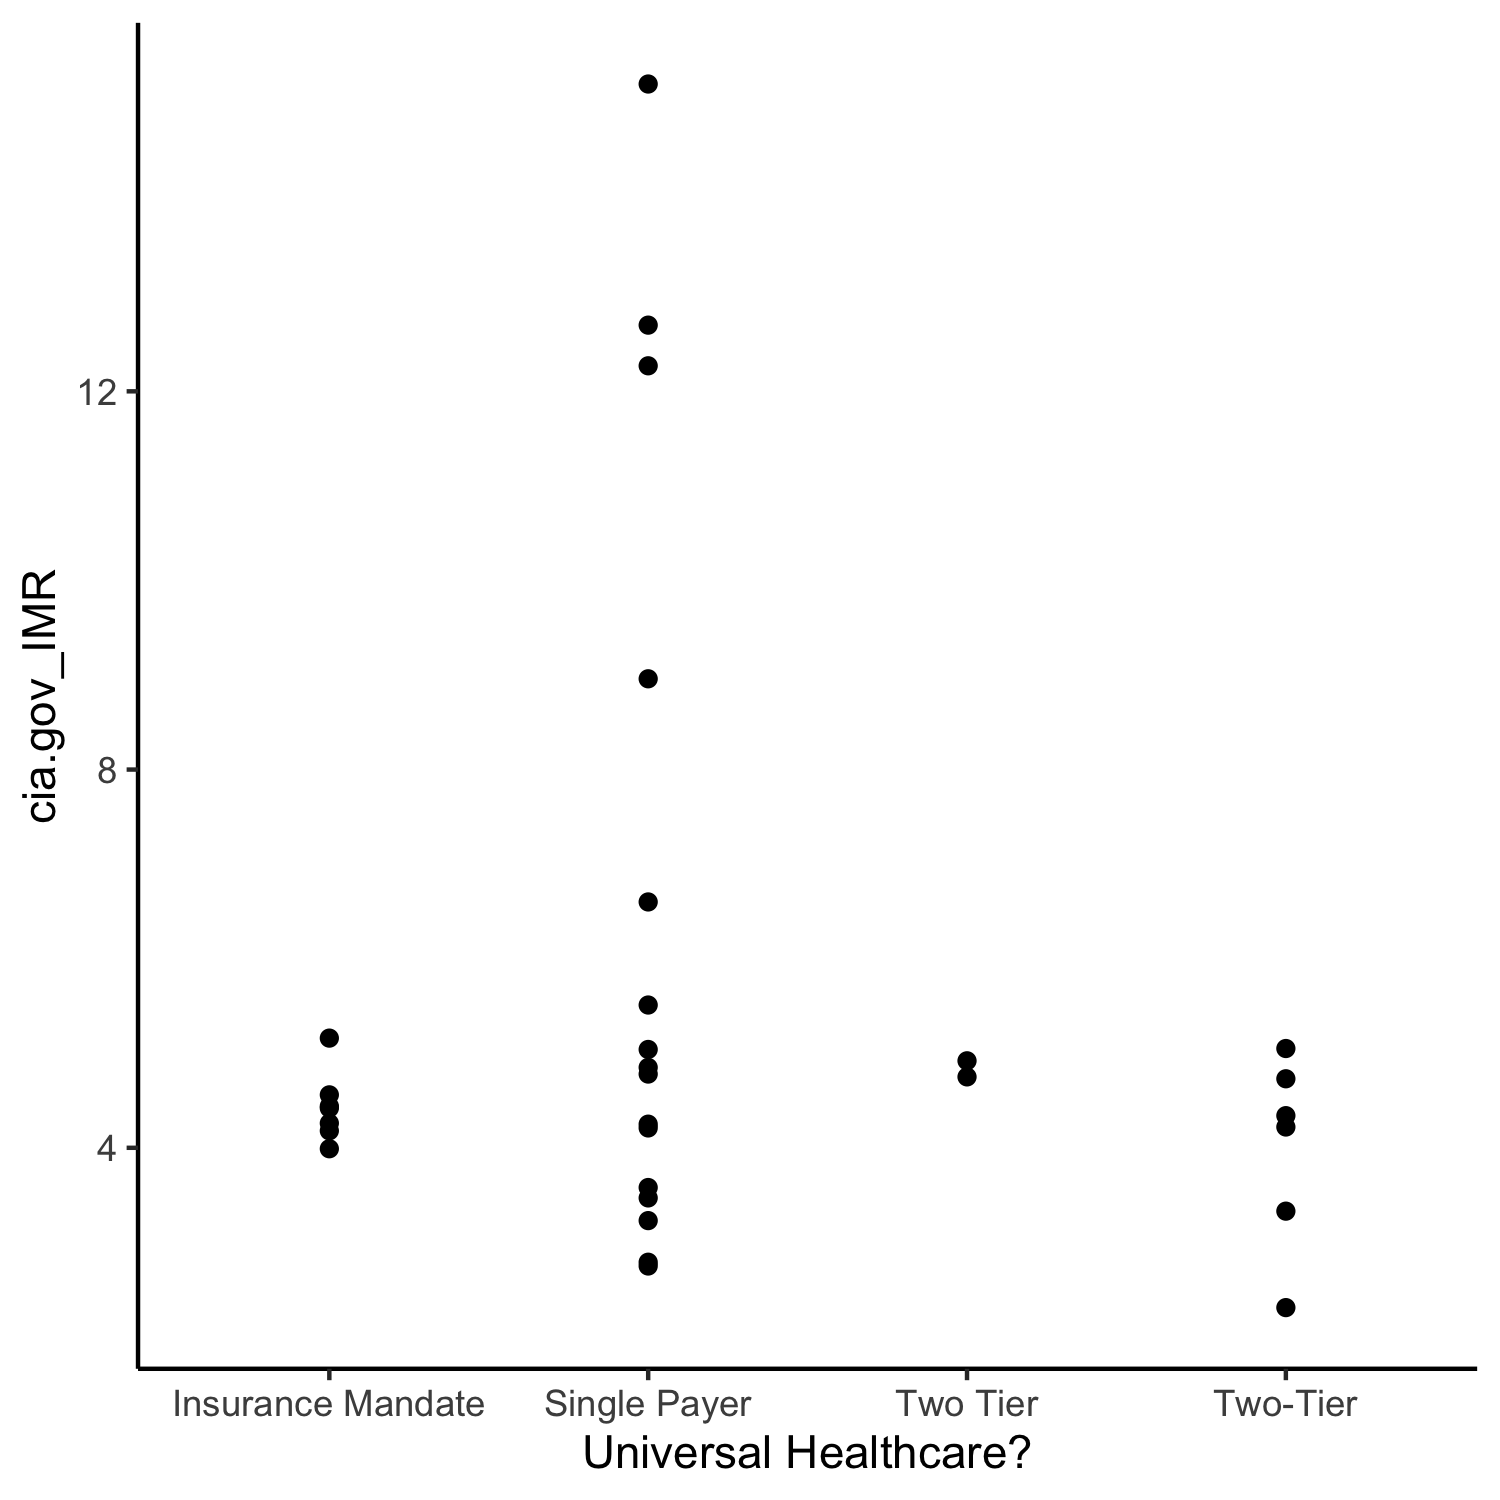 cia.gov_IMR
12
8
4
Insurance Mandate Single Payer Two Tier Two-Tier
Universal Healthcare?